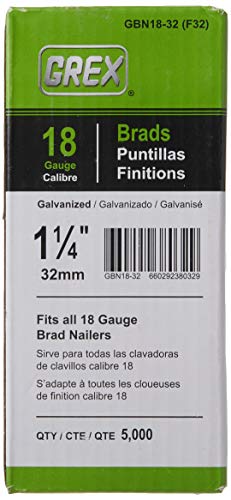 GBN18-32 (F32)
GREX®
18
Gauge
Calibre
Brads
Puntillas
Finitions
Galvanized / Galvanizado / Galvanisé
1¼"
32mm
GBN18-32 660292380329
Fits all 18 Gauge
Brad Nailers
Sirve para todas las clavadoras
de clavillos calibre 18
S'adapte à toutes les cloueuses
de finition calibre 18
QTY / CTE / QTE 5,000